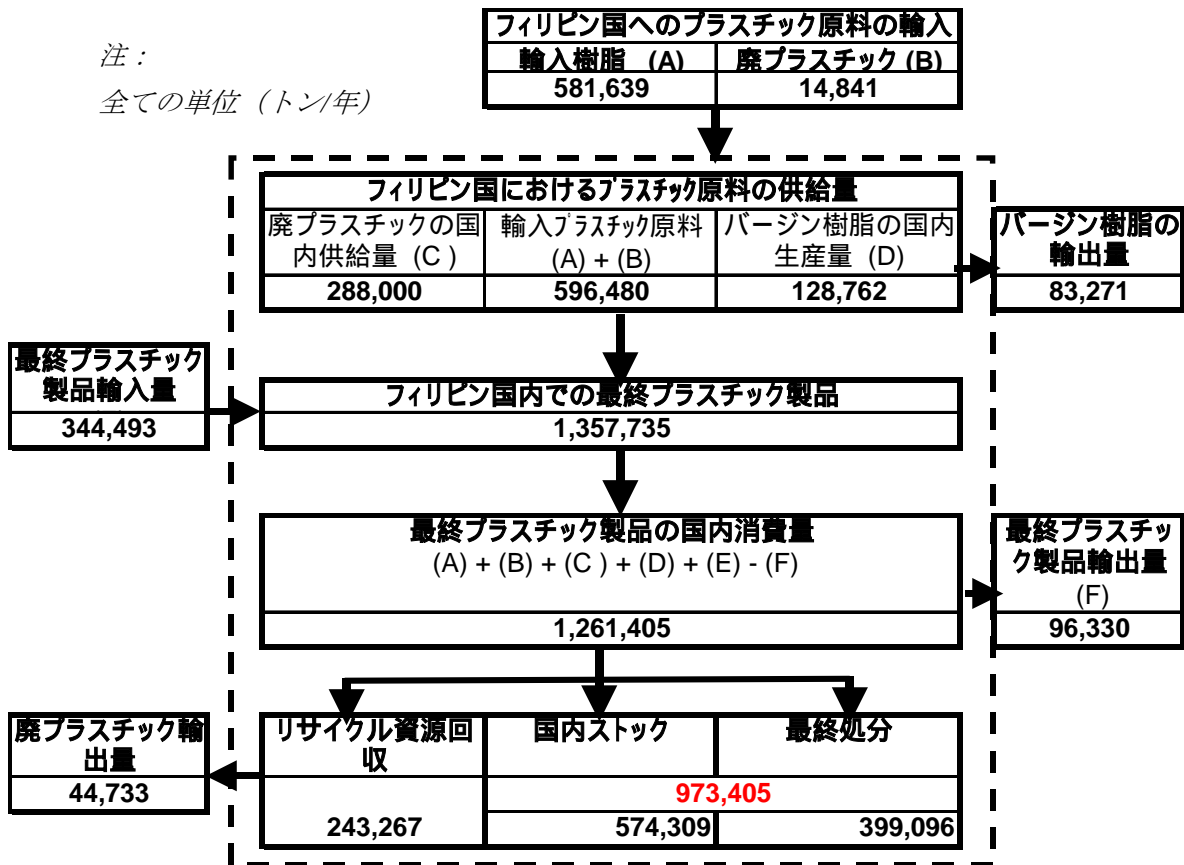 フィリピン国へのプラスチック原料の輸入
輸入樹脂 (A)
廃プラスチック (B)
581,639
14,841
注：
全ての単位（トン/年）
フィリピン国におけるプラスチック原料の供給量
廃プラスチックの国
内供給量 (C )
輸入プラスチック原料
(A) + (B)
バージン樹脂の国内
生産量 (D)
288,000
596,480
128,762
バージン樹脂の
輸出量
83,271
最終プラスチック
製品輸入量
344,493
フィリピン国内での最終プラスチック製品
1,357,735
最終プラスチック製品の国内消費量
(A) + (B) + (C ) + (D) + (E) - (F)
1,261,405
最終プラスチッ
ク製品輸出量
(F)
96,330
廃プラスチック輸
出量
44,733
リサイクル資源回
収
国内ストック
最終処分
973,405
243,267
574,309
399,096